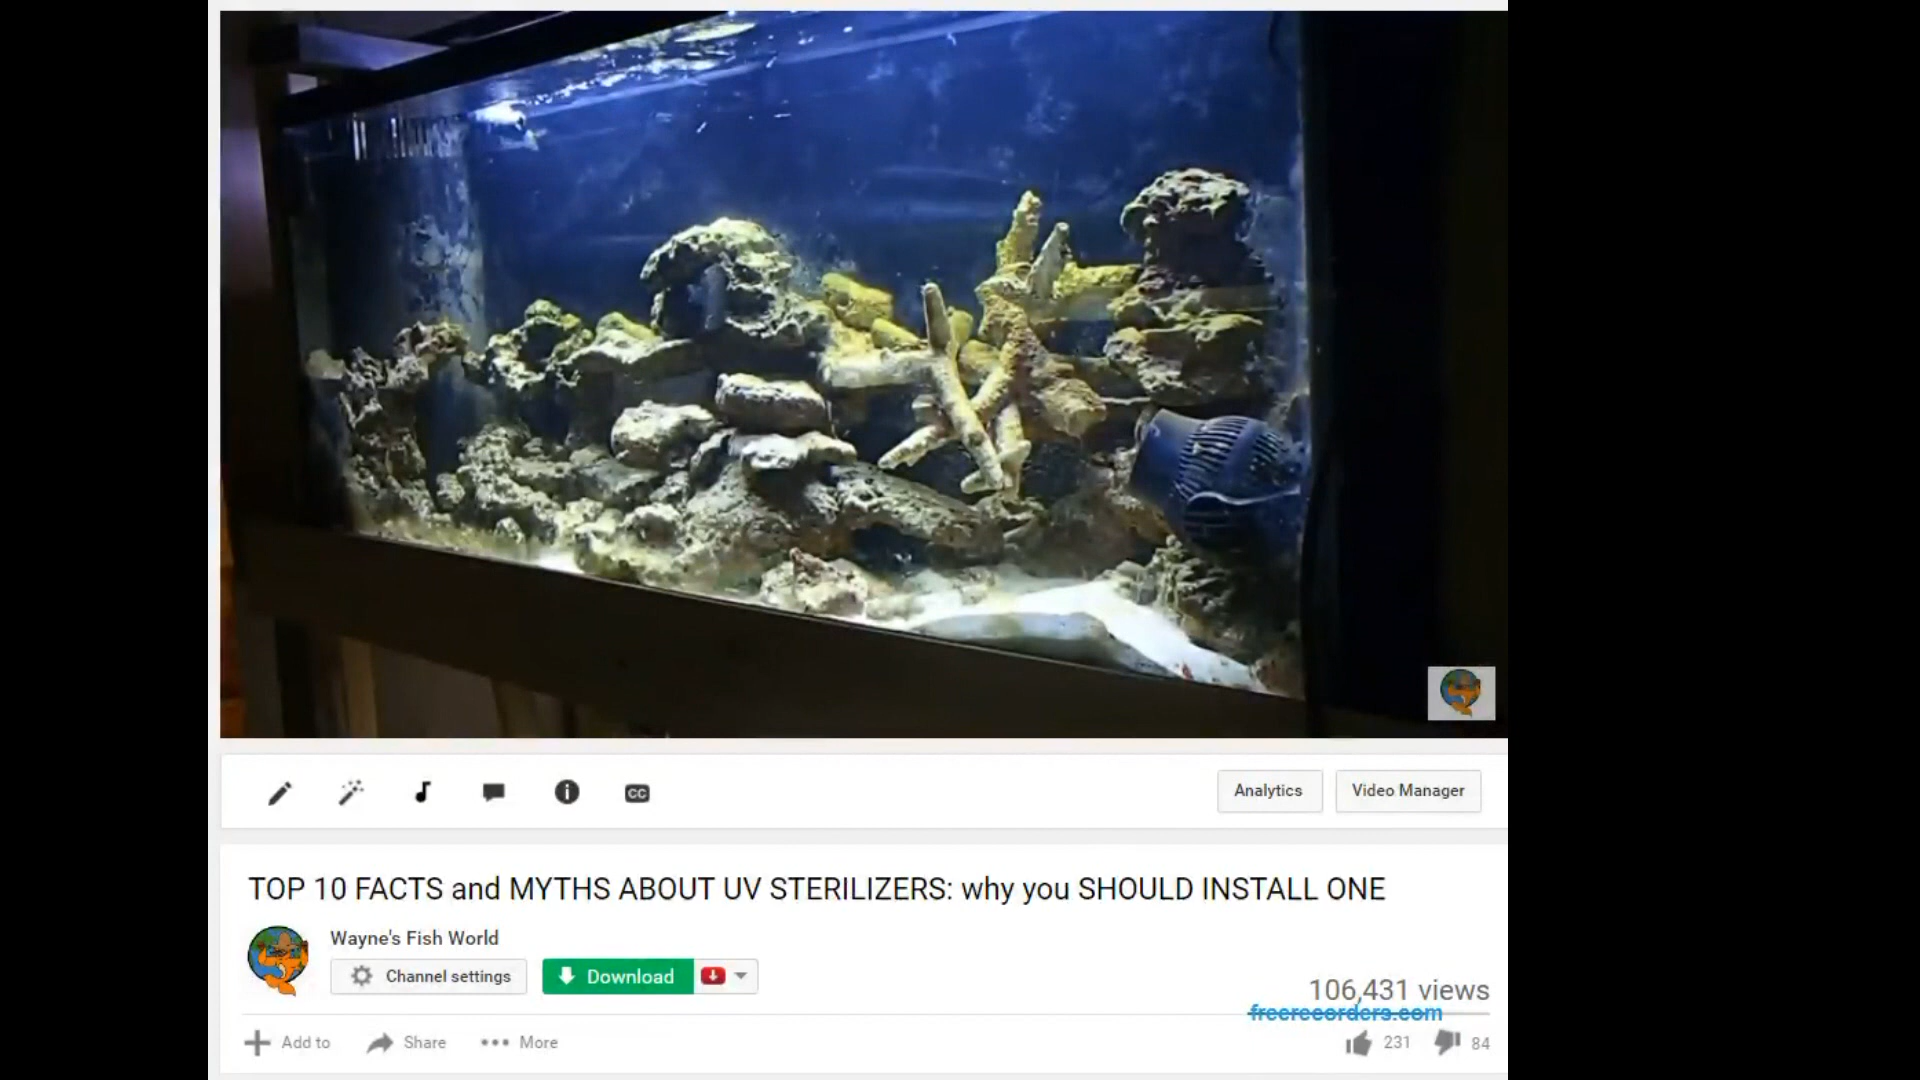 CC
Analytics
Video Manager
TOP 10 FACTS and MYTHS ABOUT UV STERILIZERS: why you SHOULD INSTALL ONE
Wayne's Fish World
Channel settings
Download
106,431 views
freerecorders.com
Add to
Share
More
231
84